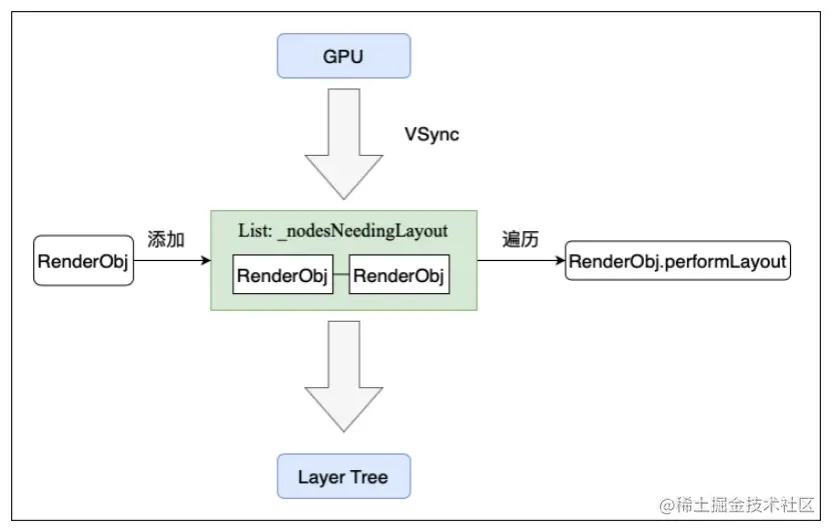 GPU
VSync
List: _nodesNeedingLayout
RenderObj
添加
RenderObj
RenderObj
遍历
RenderObj.performLayout
Layer Tree
@稀土掘金技术社区